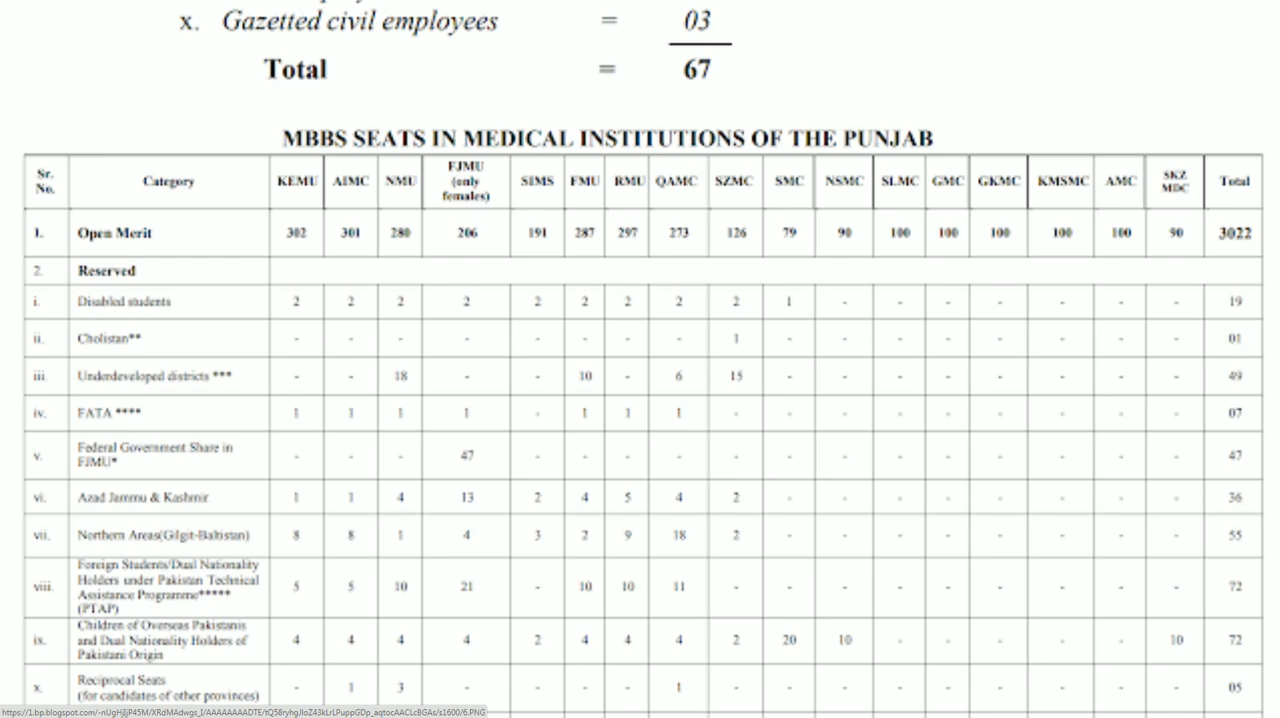 x. Gazetted civil employees = 03
Total = 67
MBBS SEATS IN MEDICAL INSTITUTIONS OF THE PUNJAB
Sr. No. Category KEMU AIMC NMU FJMU (only females) SIMS FMU RMU QAMC SZMC SMC NSMC SLMC GMC GKMC KMSMC AMC SKZ MDC Total
1. Open Merit 302 301 280 206 191 287 297 273 126 79 90 100 100 100 100 100 90 3022
2. Reserved
i. Disabled students 2 2 2 2 2 2 2 2 2 1 - - - - - - - 19
ii. Cholistan** - - - - - - - - 1 - - - - - - - - 01
iii. Underdeveloped districts *** - - 18 - - 10 - 6 15 - - - - - - - - 49
iv. FATA **** 1 1 1 1 - 1 1 1 - - - - - - - - - 07
v. Federal Government Share in
FJMU* - - - 47 - - - - - - - - - - - - - 47
vi. Azad Jammu & Kashmir 1 1 4 13 2 4 5 4 2 - - - - - - - - 36
vii. Northern Areas(Gilgit-Baltistan) 8 8 1 4 3 2 9 18 2 - - - - - - - - 55
viii. Foreign Students/Dual Nationality
Holders under Pakistan Technical
Assistance Programme*****
(PTAP) 5 5 10 21 - 10 10 11 - - - - - - - - - 72
ix. Children of Overseas Pakistanis
and Dual Nationality Holders of
Pakistani Origin 4 4 4 4 2 4 4 4 2 20 10 - - - - - 10 72
x. Reciprocal Seats
(for candidates of other provinces) - 1 3 - - - - 1 - - - - - - - - - 05